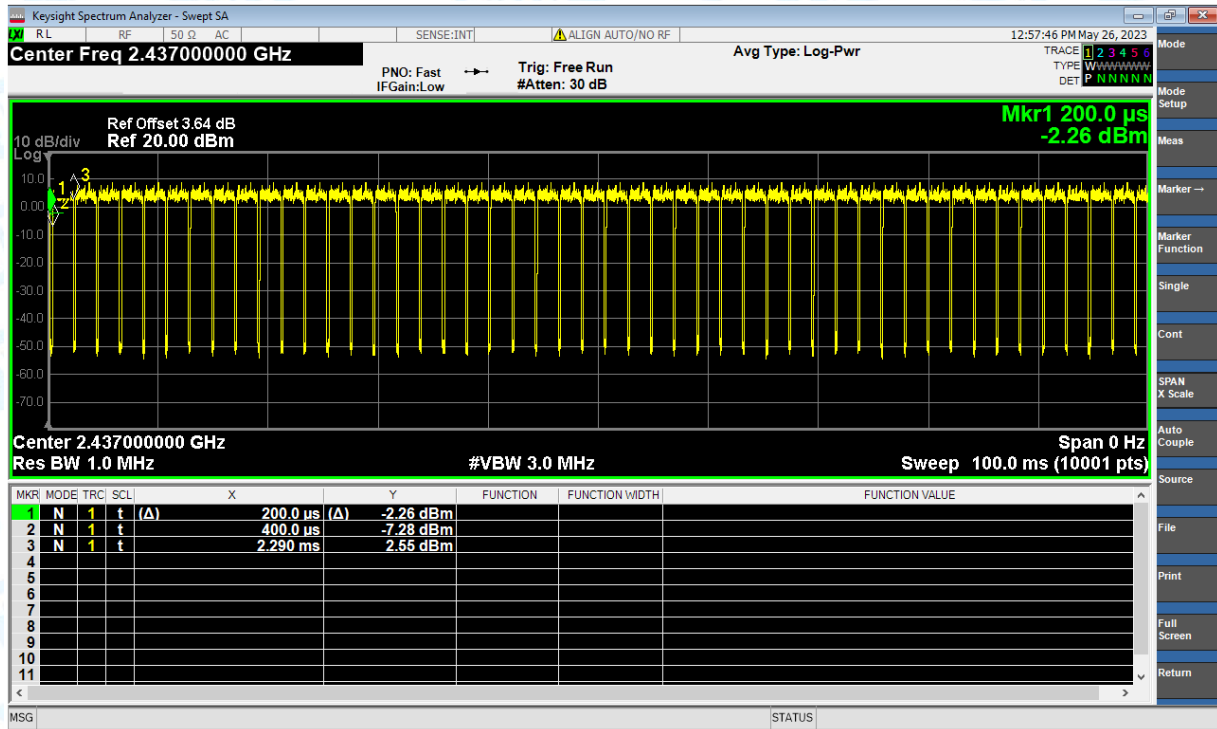 Keysight Spectrum Analyzer - Swept SA
LXI RL RF 50 Ω AC SENSE:INT ALIGN AUTO/NO RF 12:57:46 PM May 26, 2023
Center Freq 2.437000000 GHz
PNO: Fast
IFGain:Low
Trig: Free Run
#Atten: 30 dB
Avg Type: Log-Pwr
TRACE 1 2 3 4 5 6
TYPE W W W W W W
DET P N N N N N
Mkr1 200.0 µs
-2.26 dBm
Ref Offset 3.64 dB
10 dB/div Ref 20.00 dBm
Log
10.0
0.00
-10.0
-20.0
-30.0
-40.0
-50.0
-60.0
-70.0
1
2
3
Center 2.437000000 GHz Span 0 Hz
Res BW 1.0 MHz #VBW 3.0 MHz Sweep 100.0 ms (10001 pts)
MKR MODE TRC SCL X Y FUNCTION FUNCTION WIDTH FUNCTION VALUE
1 N 1 t (Δ) 200.0 µs (Δ) -2.26 dBm
2 N 1 t 400.0 µs -7.28 dBm
3 N 1 t 2.290 ms 2.55 dBm
4
5
6
7
8
9
10
11
MSG STATUS
Mode
Mode
Setup
Meas
Marker →
Marker
Function
Single
Cont
SPAN
X Scale
Auto
Couple
Source
File
Print
Full
Screen
Return